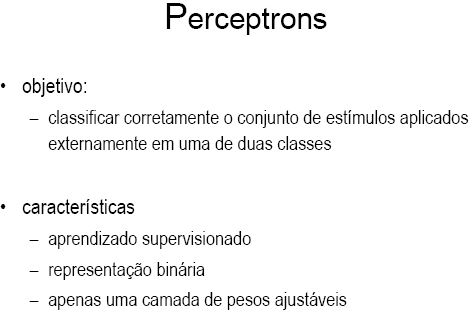 Perceptrons
• objetivo:
– classificar corretamente o conjunto de estímulos aplicados
externamente em uma de duas classes
• características
– aprendizado supervisionado
– representação binária
– apenas uma camada de pesos ajustáveis